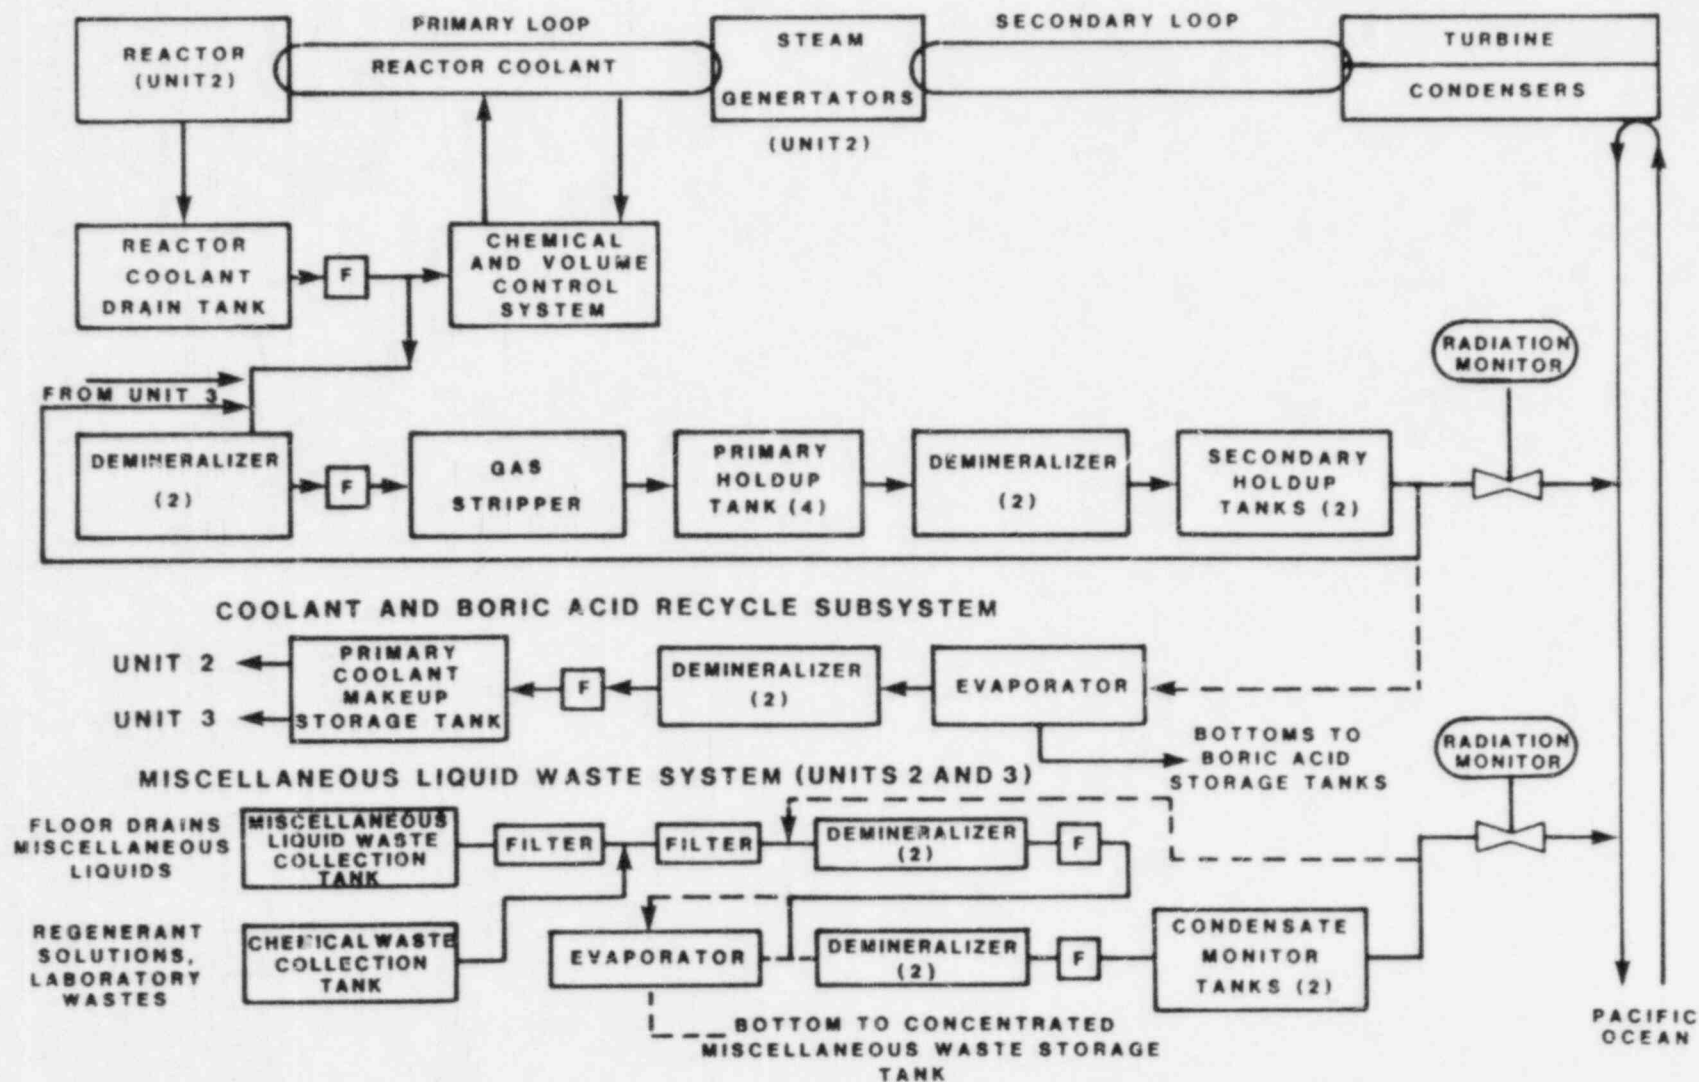 PRIMARY LOOP
SECONDARY LOOP
REACTOR
(UNIT2)
REACTOR COOLANT
STEAM
GENERTATORS
(UNIT2)
TURBINE
CONDENSERS
REACTOR
COOLANT
DRAIN TANK
F
CHEMICAL
AND VOLUME
CONTROL
SYSTEM
RADIATION
MONITOR
FROM UNIT 3
DEMINERALIZER
(2)
F
GAS
STRIPPER
PRIMARY
HOLDUP
TANK (4)
DEMINERALIZER
(2)
SECONDARY
HOLDUP
TANKS (2)
COOLANT AND BORIC ACID RECYCLE SUBSYSTEM
UNIT 2
UNIT 3
PRIMARY
COOLANT
MAKEUP
STORAGE TANK
F
DEMINERALIZER
(2)
EVAPORATOR
BOTTOMS TO
BORIC ACID
STORAGE TANKS
RADIATION
MONITOR
MISCELLANEOUS LIQUID WASTE SYSTEM (UNITS 2 AND 3)
FLOOR DRAINS
MISCELLANEOUS
LIQUIDS
MISCELLANEOUS
LIQUID WASTE
COLLECTION
TANK
FILTER
FILTER
DEMINERALIZER
(2)
F
REGENERANT
SOLUTIONS,
LABORATORY
WASTES
CHEMICAL WASTE
COLLECTION
TANK
EVAPORATOR
DEMINERALIZER
(2)
F
CONDENSATE
MONITOR
TANKS (2)
BOTTOM TO CONCENTRATED
MISCELLANEOUS WASTE STORAGE
TANK
PACIFIC
OCEAN